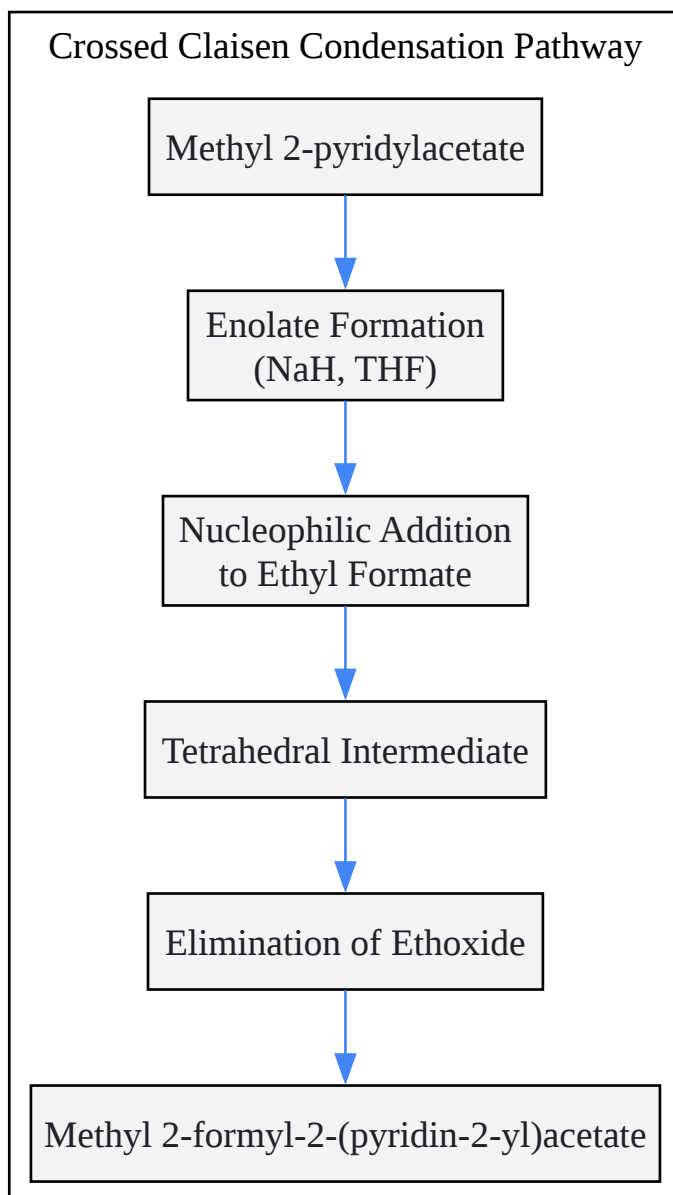 Crossed Claisen Condensation Pathway
Methyl 2-pyridylacetate
Enolate Formation
(NaH, THF)
Nucleophilic Addition
to Ethyl Formate
Tetrahedral Intermediate
Elimination of Ethoxide
Methyl 2-formyl-2-(pyridin-2-yl)acetate